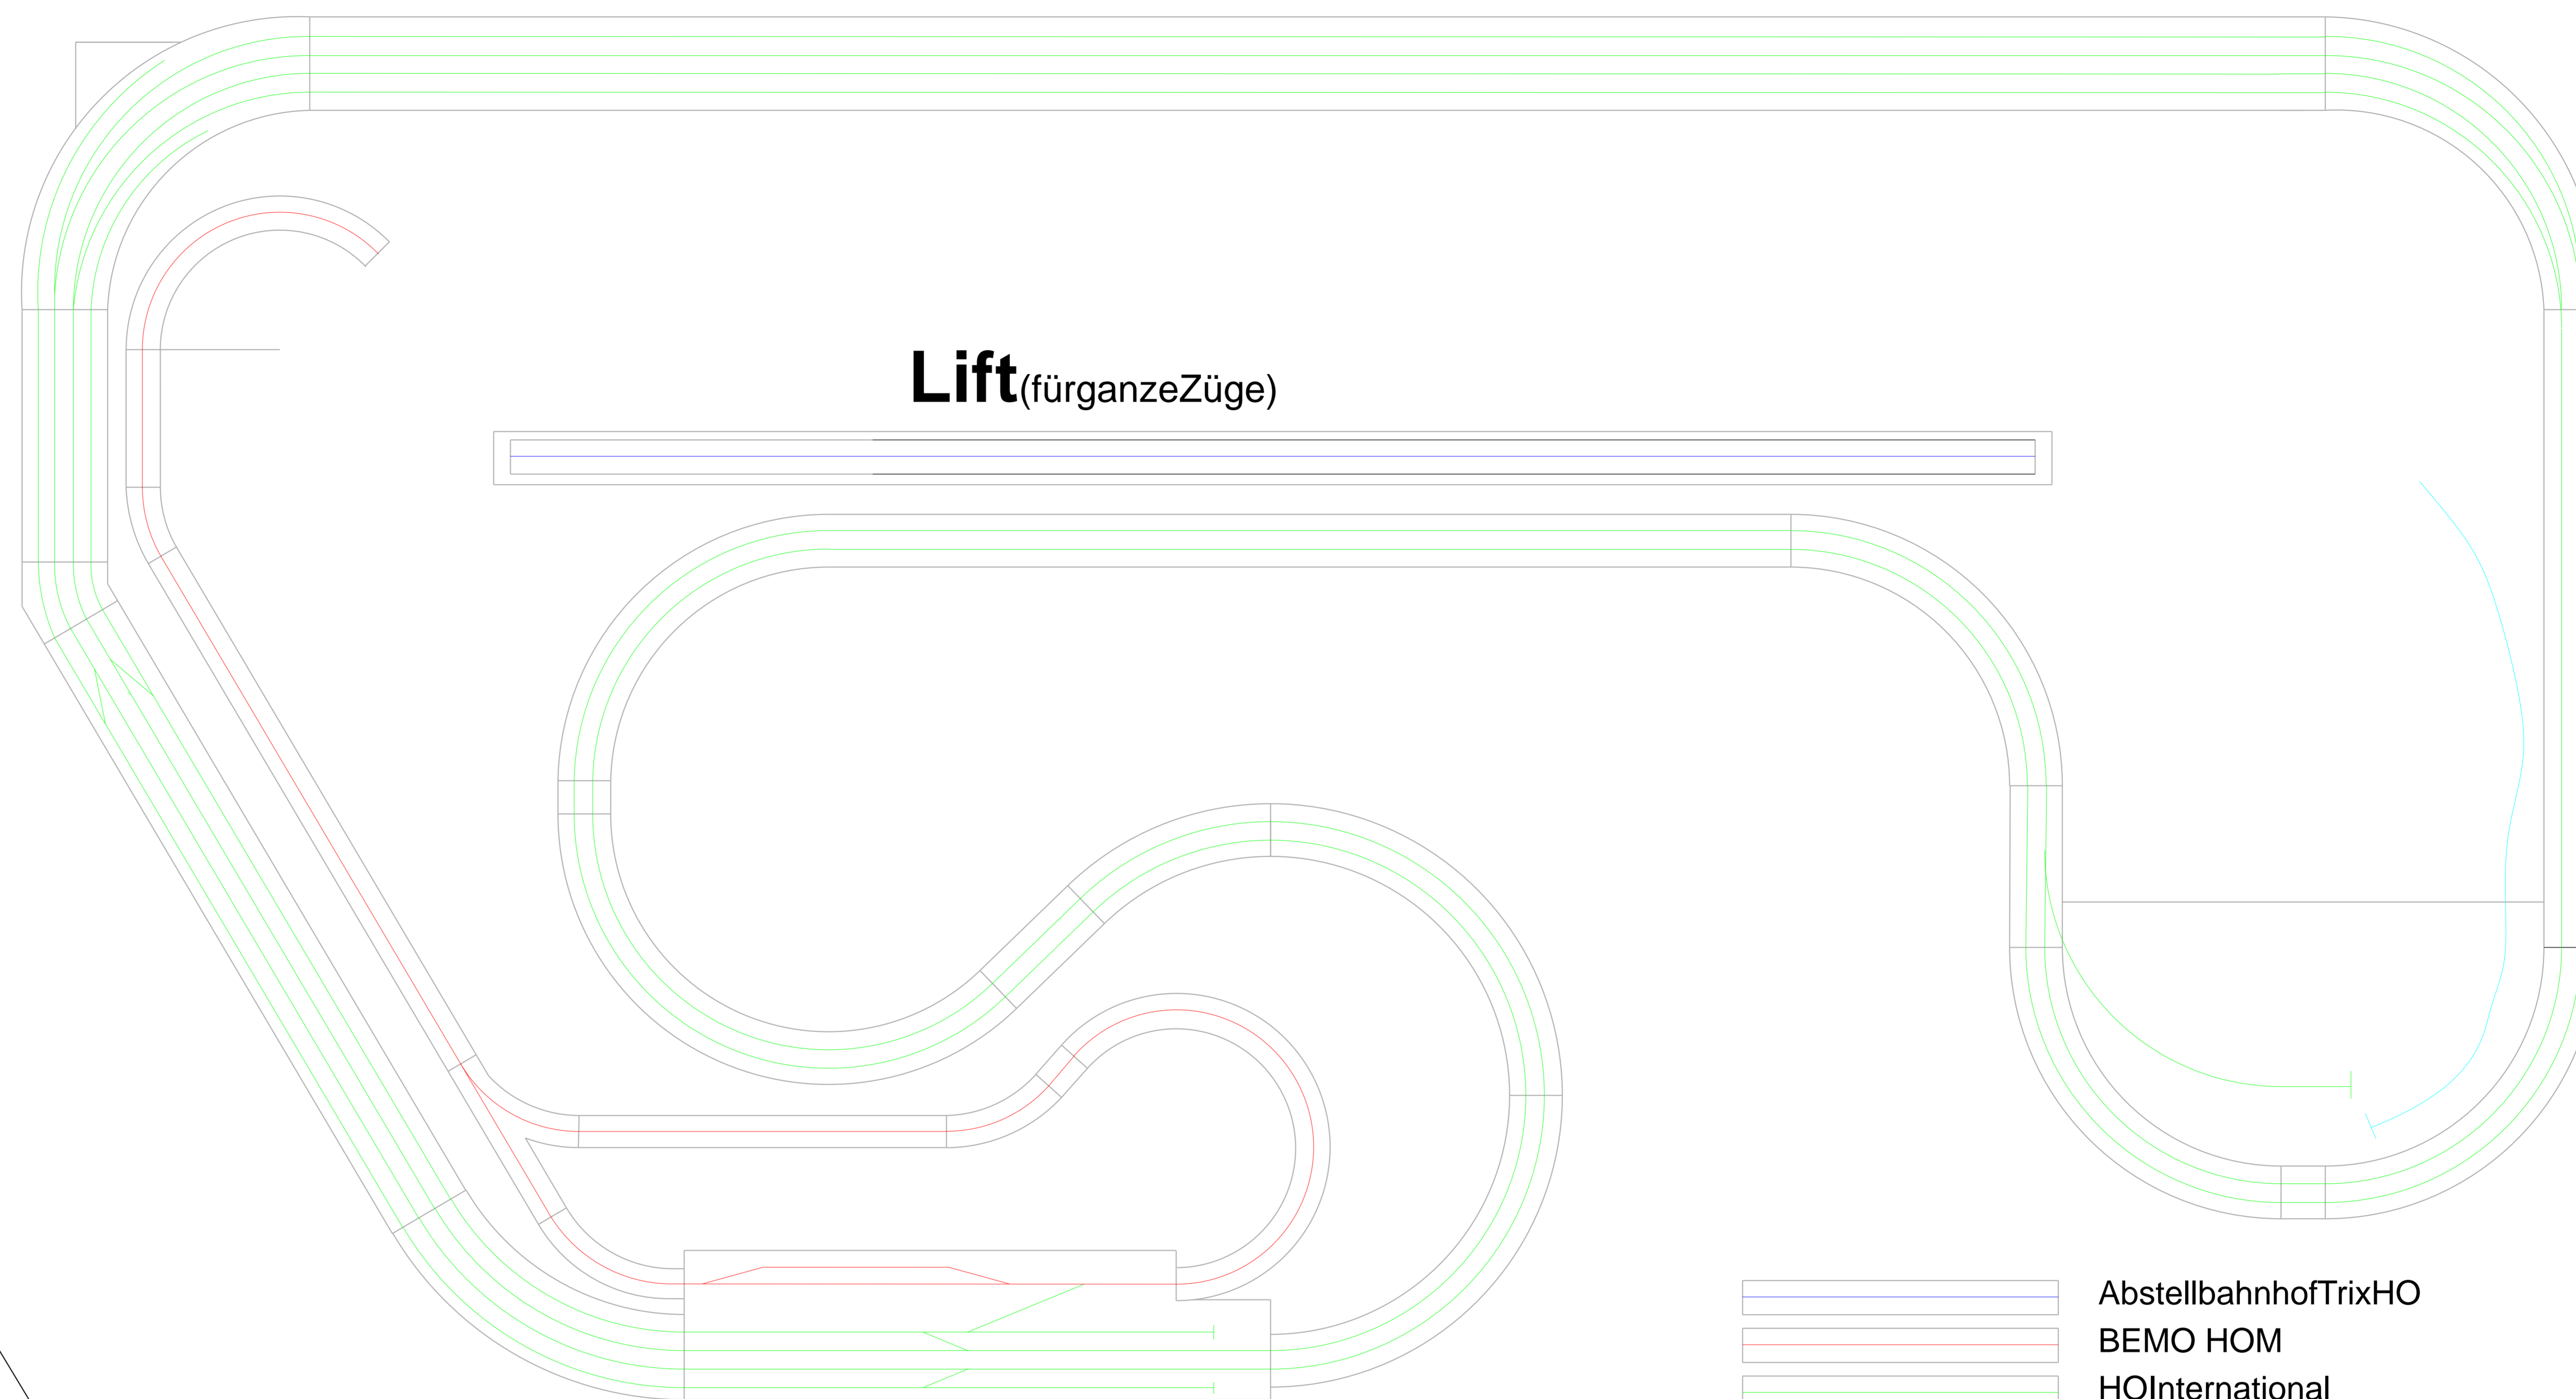 Lift(fürganzeZüge)
AbstellbahnhofTrixHO
BEMO HOM
HOInternational